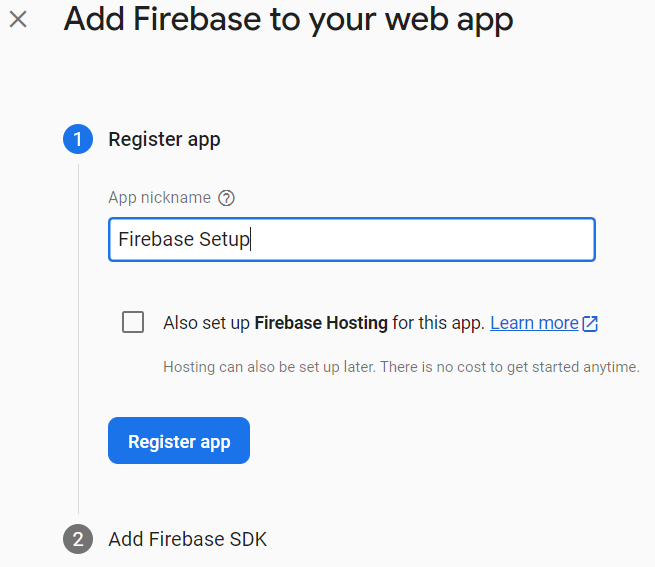 Add Firebase to your web app
1 Register app
App nickname
Firebase Setup
Also set up Firebase Hosting for this app. Learn more
Hosting can also be set up later. There is no cost to get started anytime.
Register app
2 Add Firebase SDK